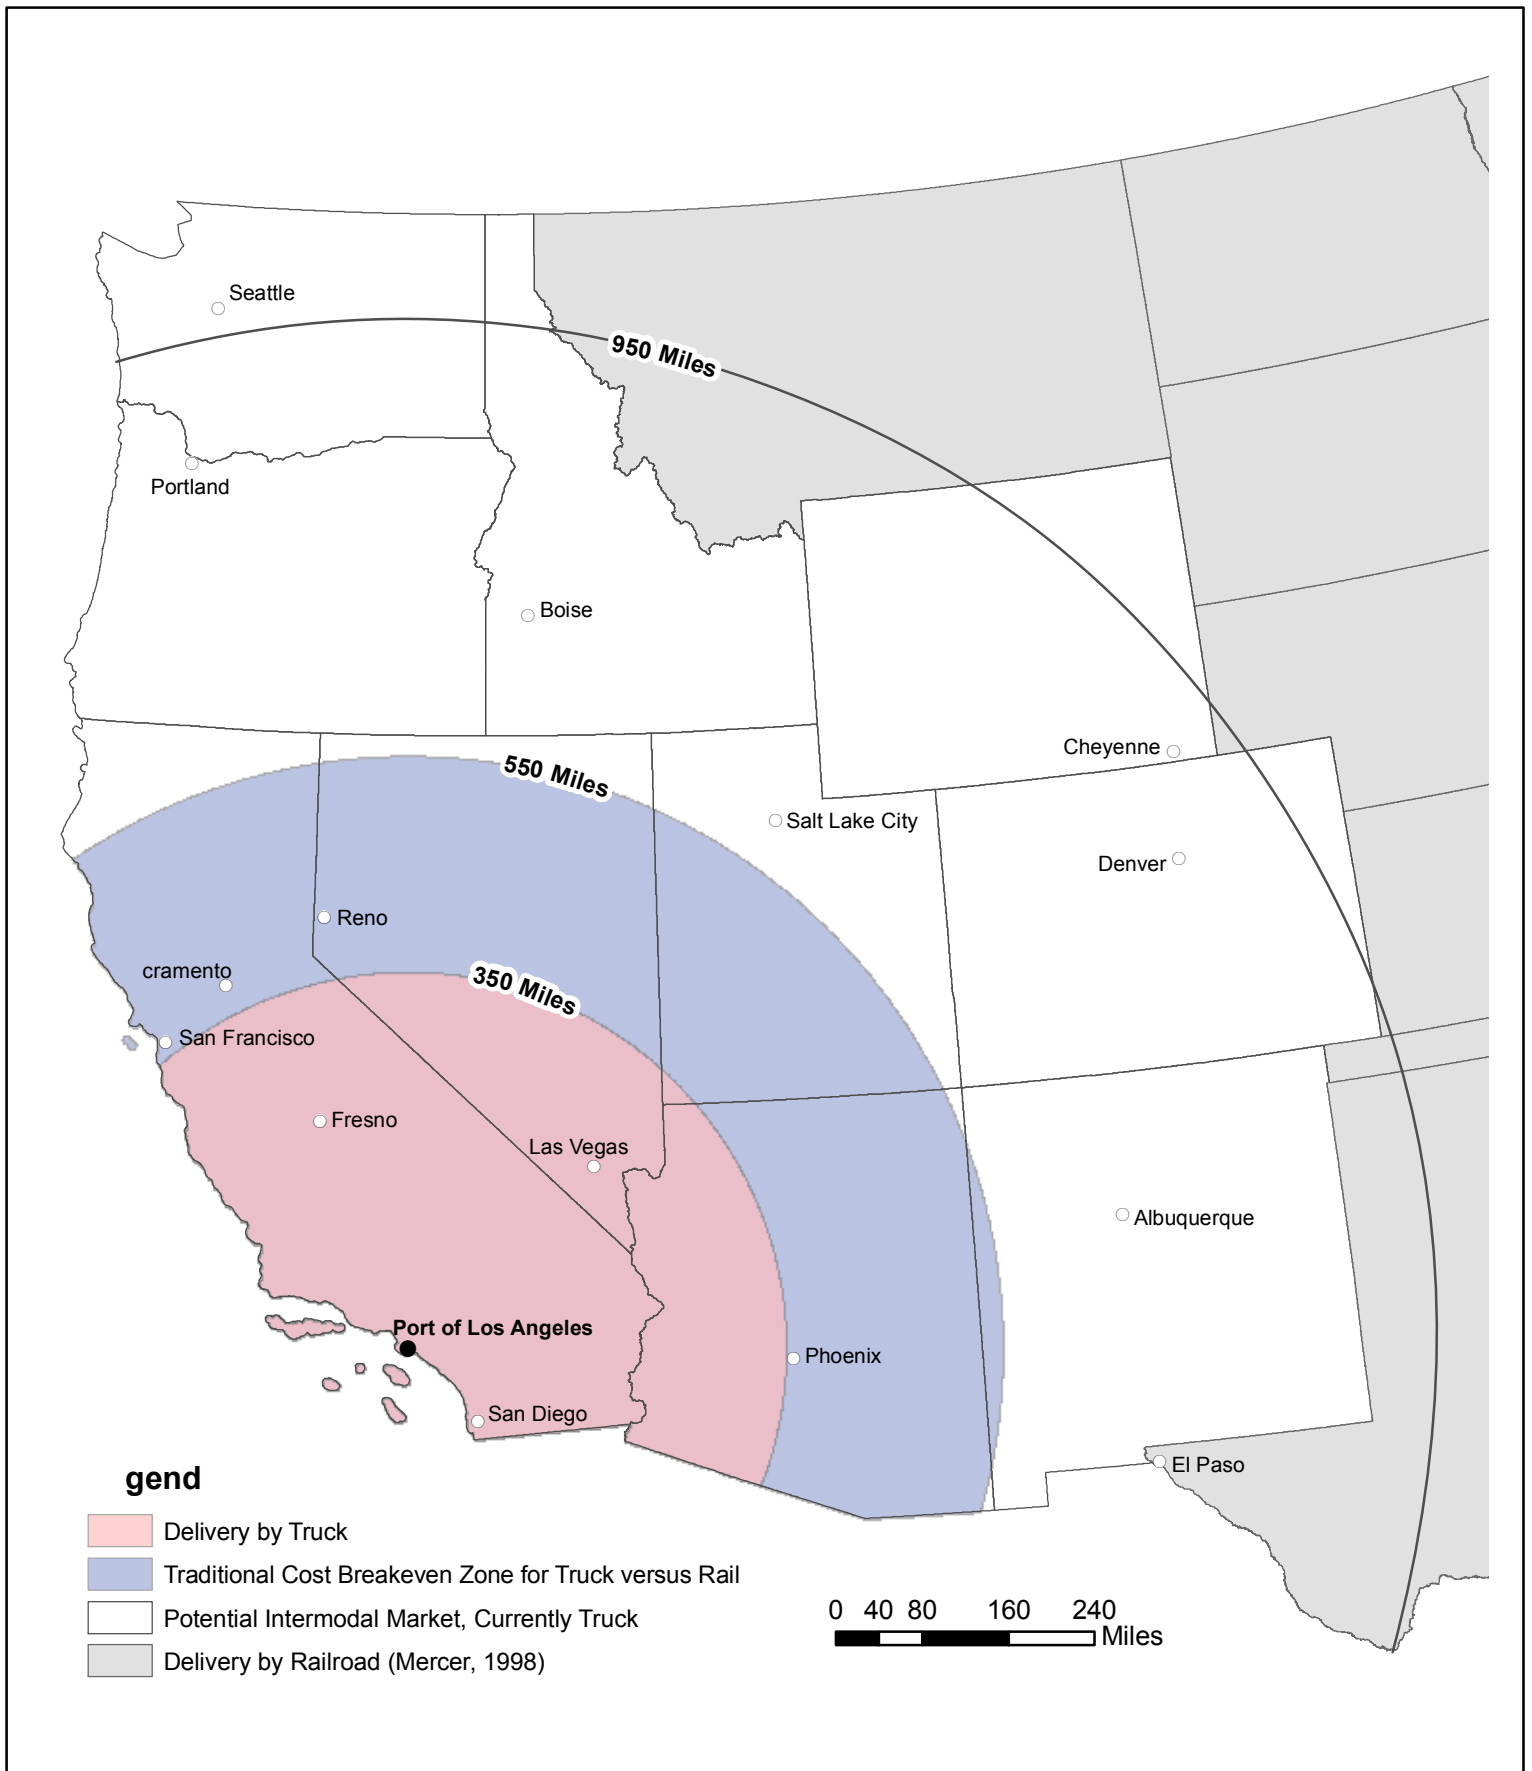 Seattle
950 Miles
Portland
Boise
Cheyenne
550 Miles
Salt Lake City
Denver
Reno
cramento
350 Miles
San Francisco
Fresno
Las Vegas
Albuquerque
Port of Los Angeles
Phoenix
San Diego
El Paso
gend
Delivery by Truck
Traditional Cost Breakeven Zone for Truck versus Rail
Potential Intermodal Market, Currently Truck
Delivery by Railroad (Mercer, 1998)
0 40 80 160 240
Miles